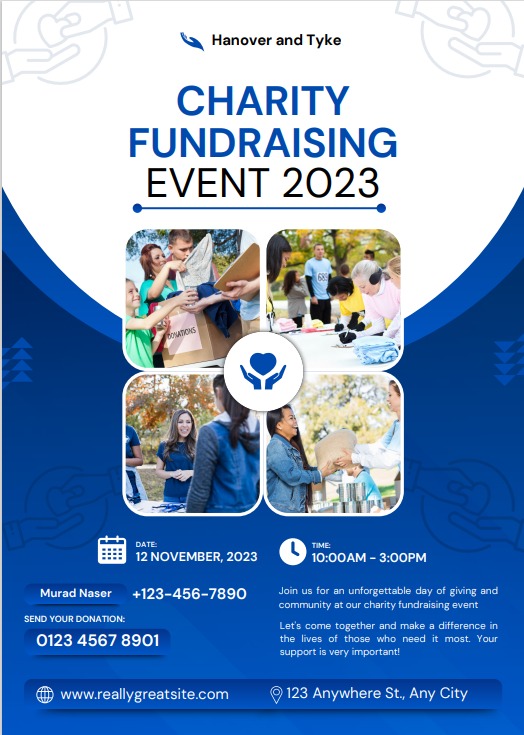 Hanover and Tyke
CHARITY
FUNDRAISING
EVENT 2023
DONATIONS
DATE:
12 NOVEMBER, 2023
TIME:
10:00AM - 3:00PM
Murad Naser
+123-456-7890
SEND YOUR DONATION:
0123 4567 8901
Join us for an unforgettable day of giving and
community at our charity fundraising event
Let's come together and make a difference in
the lives of those who need it most. Your
support is very important!
www.reallygreatsite.com
123 Anywhere St., Any City